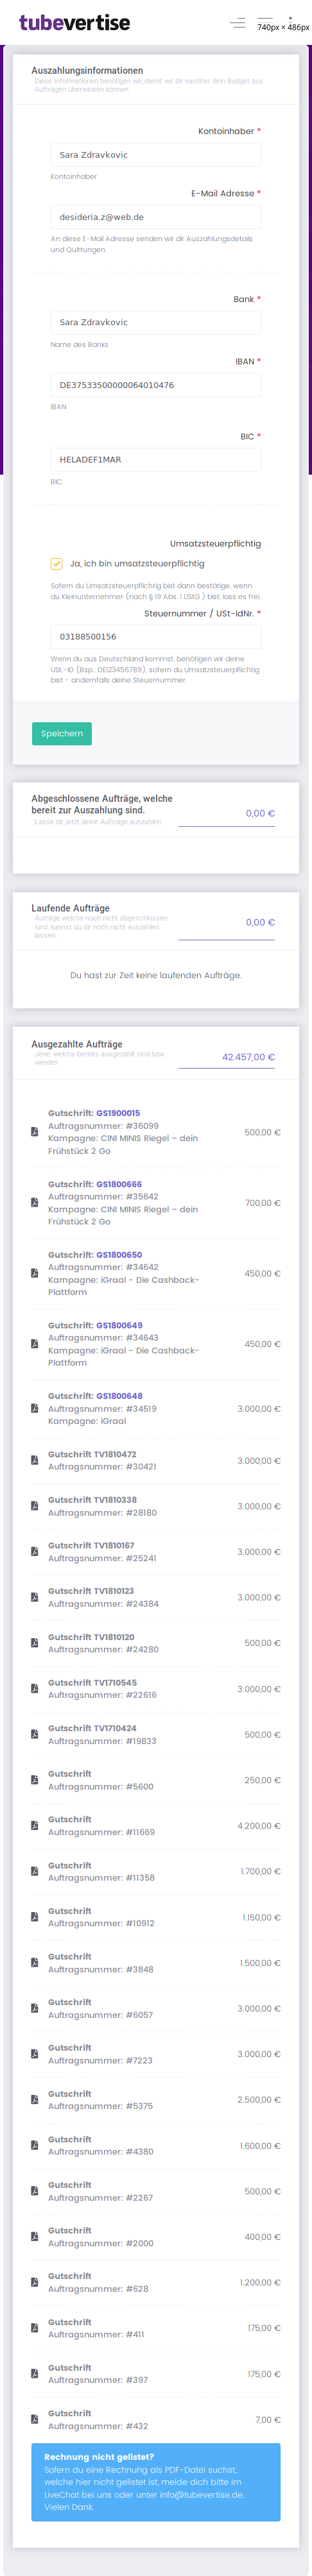 tubevertise
740px × 486px
Auszahlungsinformationen
Diese Informationen benötigen wir, damit wir dir nachher dein Budget aus
Aufträgen überweisen können.
Kontoinhaber *
Sara Zdravkovic
Kontoinhaber
E-Mail Adresse *
desideria.z@web.de
An diese E-Mail Adresse senden wir dir Auszahlungsdetails
und Quittungen.
Bank *
Sara Zdravkovic
Name des Banks.
IBAN *
DE37533500000064010476
IBAN
BIC *
HELADEF1MAR
BIC
Umsatzsteuerpflichtig
Ja, ich bin umsatzsteuerpflichtig
Sofern du Umsatzsteuerpflichtig bist dann bestätige, wenn
du Kleinunternehmer (nach § 19 Abs. 1 UStG.) bist, lass es frei.
Steuernummer / USt-IdNr. *
03188500156
Wenn du aus Deutschland kommst, benötigen wir deine
USt.-ID (Bsp.: DE123456789), sofern du Umsatzsteuerpflichtig
bist - andernfalls deine Steuernummer.
Speichern
Abgeschlossene Aufträge, welche
bereit zur Auszahlung sind.
Lasse dir jetzt deine Aufträge auszahlen.
0,00 €
Laufende Aufträge
Aufräge welche noch nicht abgeschlossen
sind, kannst du dir noch nicht auszahlen
lassen.
0,00 €
Du hast zur Zeit keine laufenden Aufträge.
Ausgezahlte Aufträge
Jene, welche bereits ausgezahlt sind bzw.
werden
42.457,00 €
Gutschrift: GS1900015
Auftragsnummer: #36099
Kampagne: CINI MINIS Riegel – dein
Frühstück 2 Go
500,00 €
Gutschrift: GS1800666
Auftragsnummer: #35642
Kampagne: CINI MINIS Riegel – dein
Frühstück 2 Go
700,00 €
Gutschrift: GS1800650
Auftragsnummer: #34642
Kampagne: iGraal - Die Cashback-
Plattform
450,00 €
Gutschrift: GS1800649
Auftragsnummer: #34643
Kampagne: iGraal - Die Cashback-
Plattform
450,00 €
Gutschrift: GS1800648
Auftragsnummer: #34519
Kampagne: iGraal
3.000,00 €
Gutschrift TV1810472
Auftragsnummer: #30421
3.000,00 €
Gutschrift TV1810338
Auftragsnummer: #28180
3.000,00 €
Gutschrift TV1810167
Auftragsnummer: #25241
3.000,00 €
Gutschrift TV1810123
Auftragsnummer: #24384
3.000,00 €
Gutschrift TV1810120
Auftragsnummer: #24280
500,00 €
Gutschrift TV1710545
Auftragsnummer: #22616
3.000,00 €
Gutschrift TV1710424
Auftragsnummer: #19833
500,00 €
Gutschrift
Auftragsnummer: #5600
250,00 €
Gutschrift
Auftragsnummer: #11669
4.200,00 €
Gutschrift
Auftragsnummer: #11358
1.700,00 €
Gutschrift
Auftragsnummer: #10912
1.150,00 €
Gutschrift
Auftragsnummer: #3848
1.500,00 €
Gutschrift
Auftragsnummer: #6057
3.000,00 €
Gutschrift
Auftragsnummer: #7223
3.000,00 €
Gutschrift
Auftragsnummer: #5375
2.500,00 €
Gutschrift
Auftragsnummer: #4380
1.600,00 €
Gutschrift
Auftragsnummer: #2267
500,00 €
Gutschrift
Auftragsnummer: #2000
400,00 €
Gutschrift
Auftragsnummer: #628
1.200,00 €
Gutschrift
Auftragsnummer: #411
175,00 €
Gutschrift
Auftragsnummer: #397
175,00 €
Gutschrift
Auftragsnummer: #432
7,00 €
Rechnung nicht gelistet?
Sofern du eine Rechnung als PDF-Datei suchst,
welche hier nicht gelistet ist, melde dich bitte im
LiveChat bei uns oder unter info@tubevertise.de.
Vielen Dank.